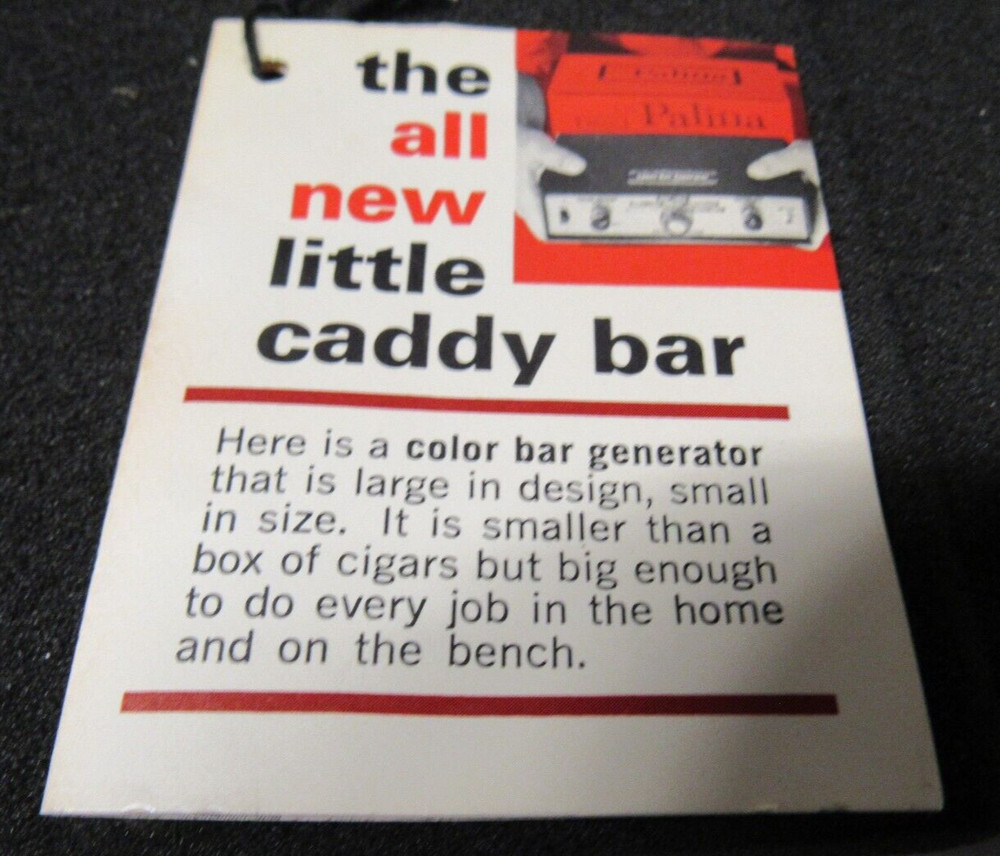 the
all
new
little
caddy bar
Palina
Palina
Here is a color bar generator
that is large in design, small
in size. It is smaller than a
box of cigars but big enough
to do every job in the home
and on the bench.